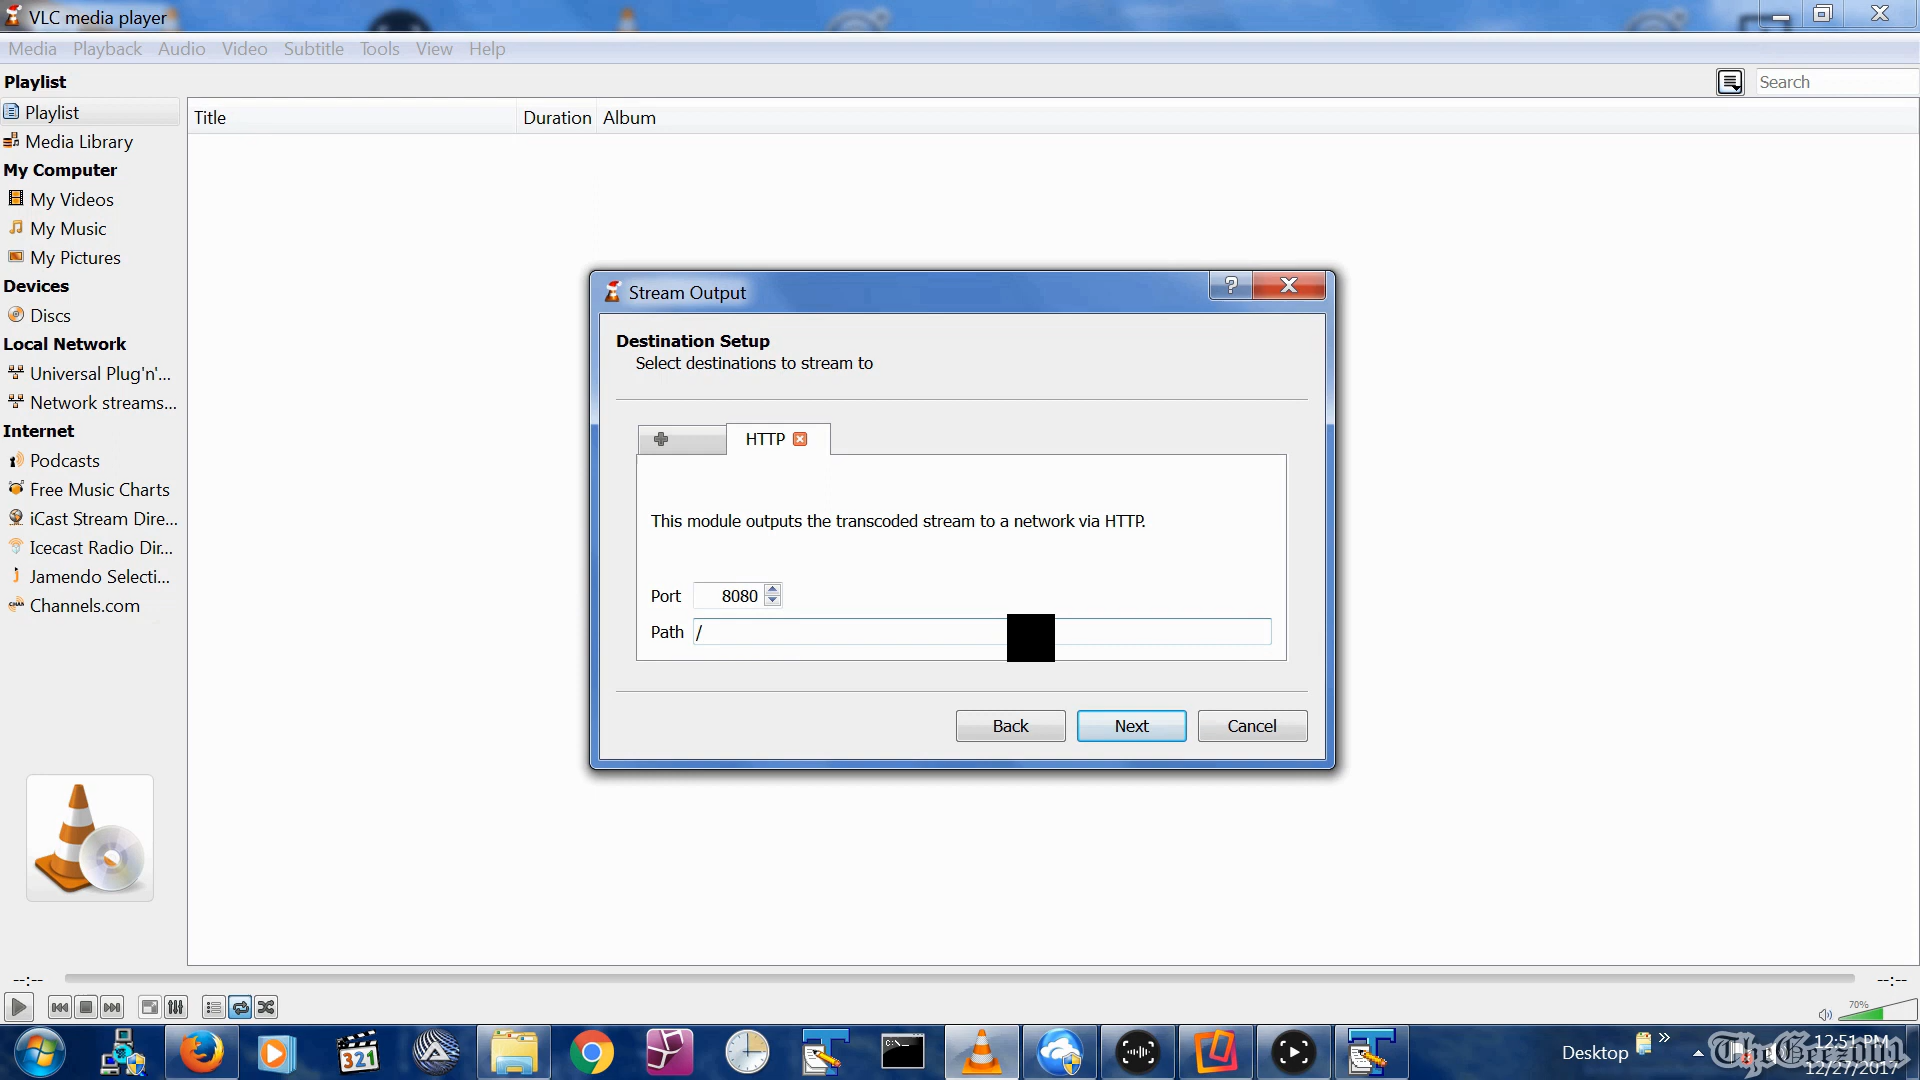 VLC media player
Media Playback Audio Video Subtitle Tools View Help
Playlist
Search
Playlist
Media Library
My Computer
My Videos
My Music
My Pictures
Devices
Discs
Local Network
Universal Plug'n'...
Network streams...
Internet
Podcasts
Free Music Charts
iCast Stream Dire...
Icecast Radio Dir...
Jamendo Selecti...
Channels.com
Title Duration Album
Stream Output
?
Destination Setup
Select destinations to stream to
HTTP
This module outputs the transcoded stream to a network via HTTP.
Port 8080
Path /
Back Next Cancel
--:-- --:--
70%
321
C:\_
Desktop
12:51 PM
12/27/2017